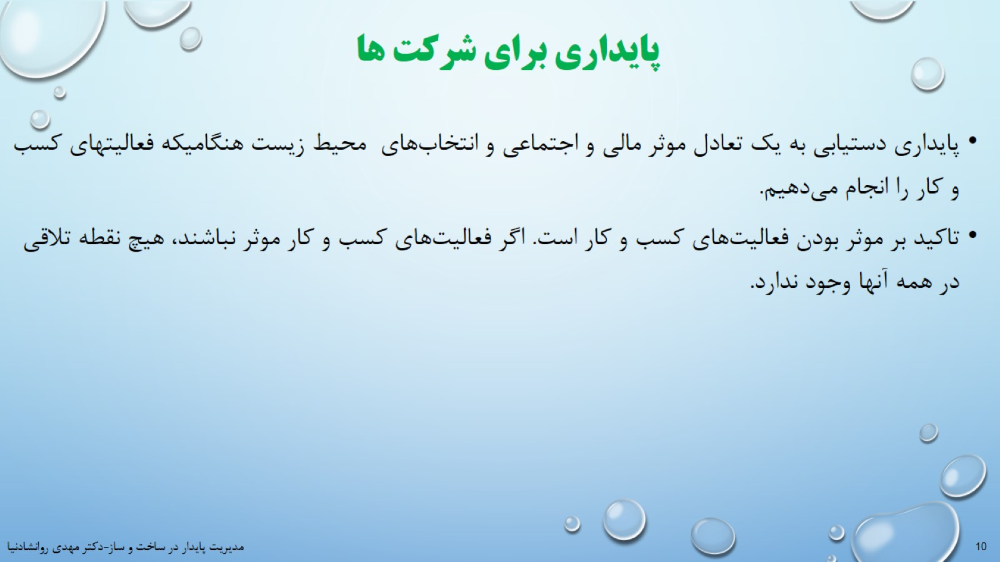 پایداری برای شرکت ها
• پایداری دستیابی به یک تعادل موثر مالی و اجتماعی و انتخاب‌های محیط زیست هنگامیکه فعالیتهای کسب
و کار را انجام می‌دهیم.
• تاکید بر موثر بودن فعالیت‌های کسب و کار است. اگر فعالیت‌های کسب و کار موثر نباشند، هیچ نقطه تلاقی
در همه آنها وجود ندارد.
مدیریت پایدار در ساخت و ساز-دکتر مهدی روانشادنیا
10